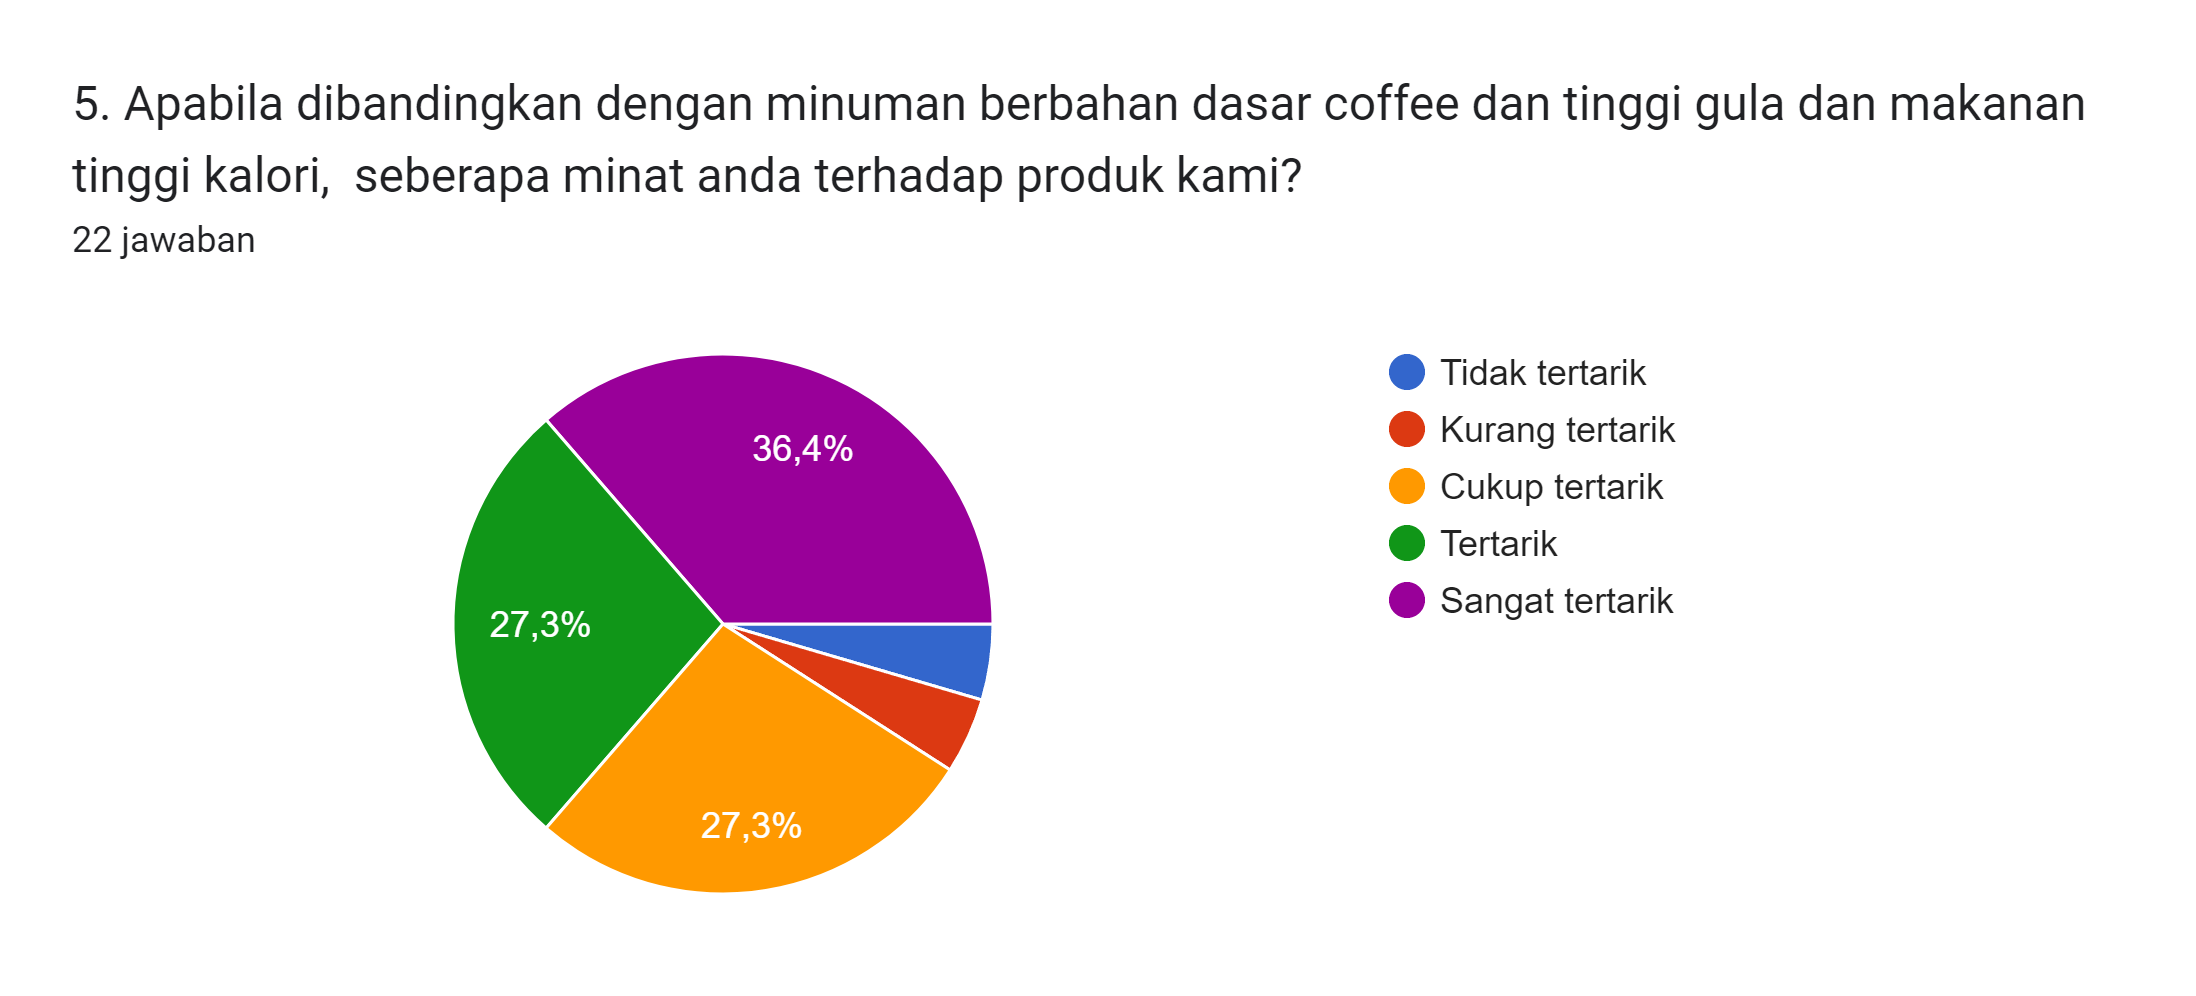 5. Apabila dibandingkan dengan minuman berbahan dasar coffee dan tinggi gula dan makanan
tinggi kalori,  seberapa minat anda terhadap produk kami?
22 jawaban
36,4%
27,3%
27,3%
Tidak tertarik
Kurang tertarik
Cukup tertarik
Tertarik
Sangat tertarik